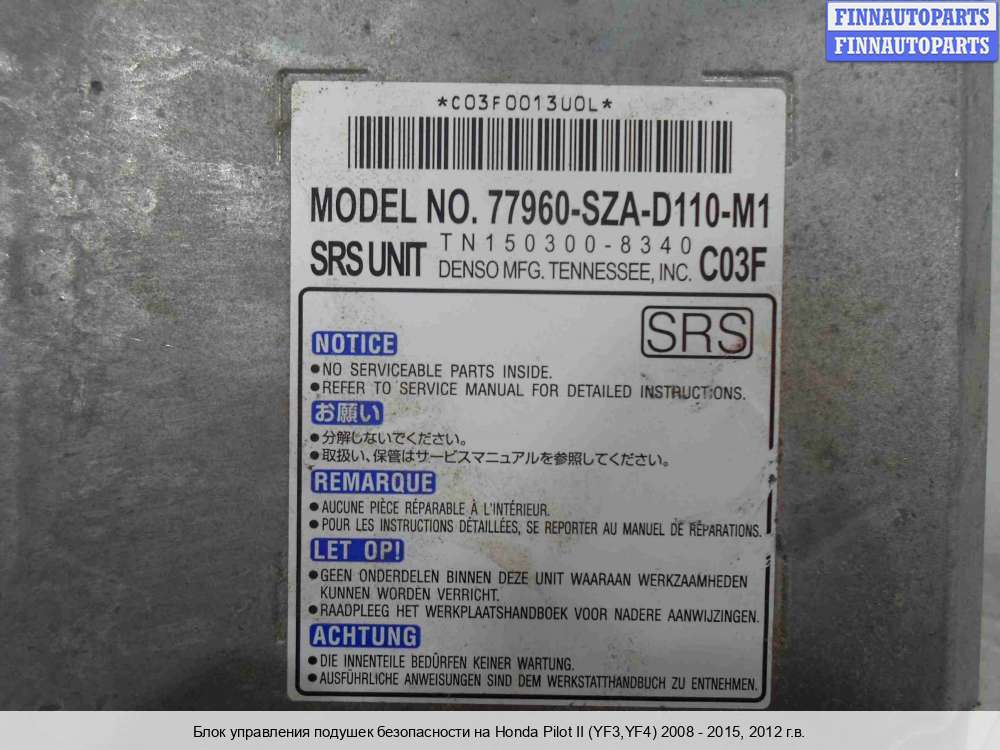 FINNAUTOPARTS
FINNAUTOPARTS
*C03F0013U0L*
MODEL NO. 77960-SZA-D110-M1
SRS UNIT TN150300-8340 C03F
DENSO MFG. TENNESSEE, INC.
SRS
NOTICE
●NO SERVICEABLE PARTS INSIDE.
●REFER TO SERVICE MANUAL FOR DETAILED INSTRUCTIONS.
お願い
●分解しないでください。
●取扱い、保管はサービスマニュアルを参照してください。
REMARQUE
●AUCUNE PIÈCE RÉPARABLE À L'INTÉRIEUR.
●POUR LES INSTRUCTIONS DÉTAILLÉES, SE REPORTER AU MANUEL DE RÉPARATIONS.
LET OP!
●GEEN ONDERDELEN BINNEN DEZE UNIT WAARAAN WERKZAAMHEDEN
KUNNEN WORDEN VERRICHT.
●RAADPLEEG HET WERKPLAATSHANDBOEK VOOR NADERE AANWIJZINGEN.
ACHTUNG
●DIE INNENTEILE BEDÜRFEN KEINER WARTUNG.
●AUSFÜHRLICHE ANWEISUNGEN SIND DEM WERKSTATTHANDBUCH ZU ENTNEHMEN.
Блок управления подушек безопасности на Honda Pilot II (YF3,YF4) 2008 - 2015, 2012 г.в.